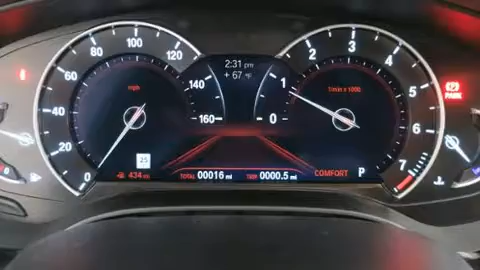 100
80
120
60
140
40
160
20
0
mph
2:31 pm
+ 67 °F
1
0
2
3
4
5
6
7
1/min x 1000
PARK
25
434 mi
TOTAL 00016 mi
TRIP 0000.5 mi
COMFORT
P